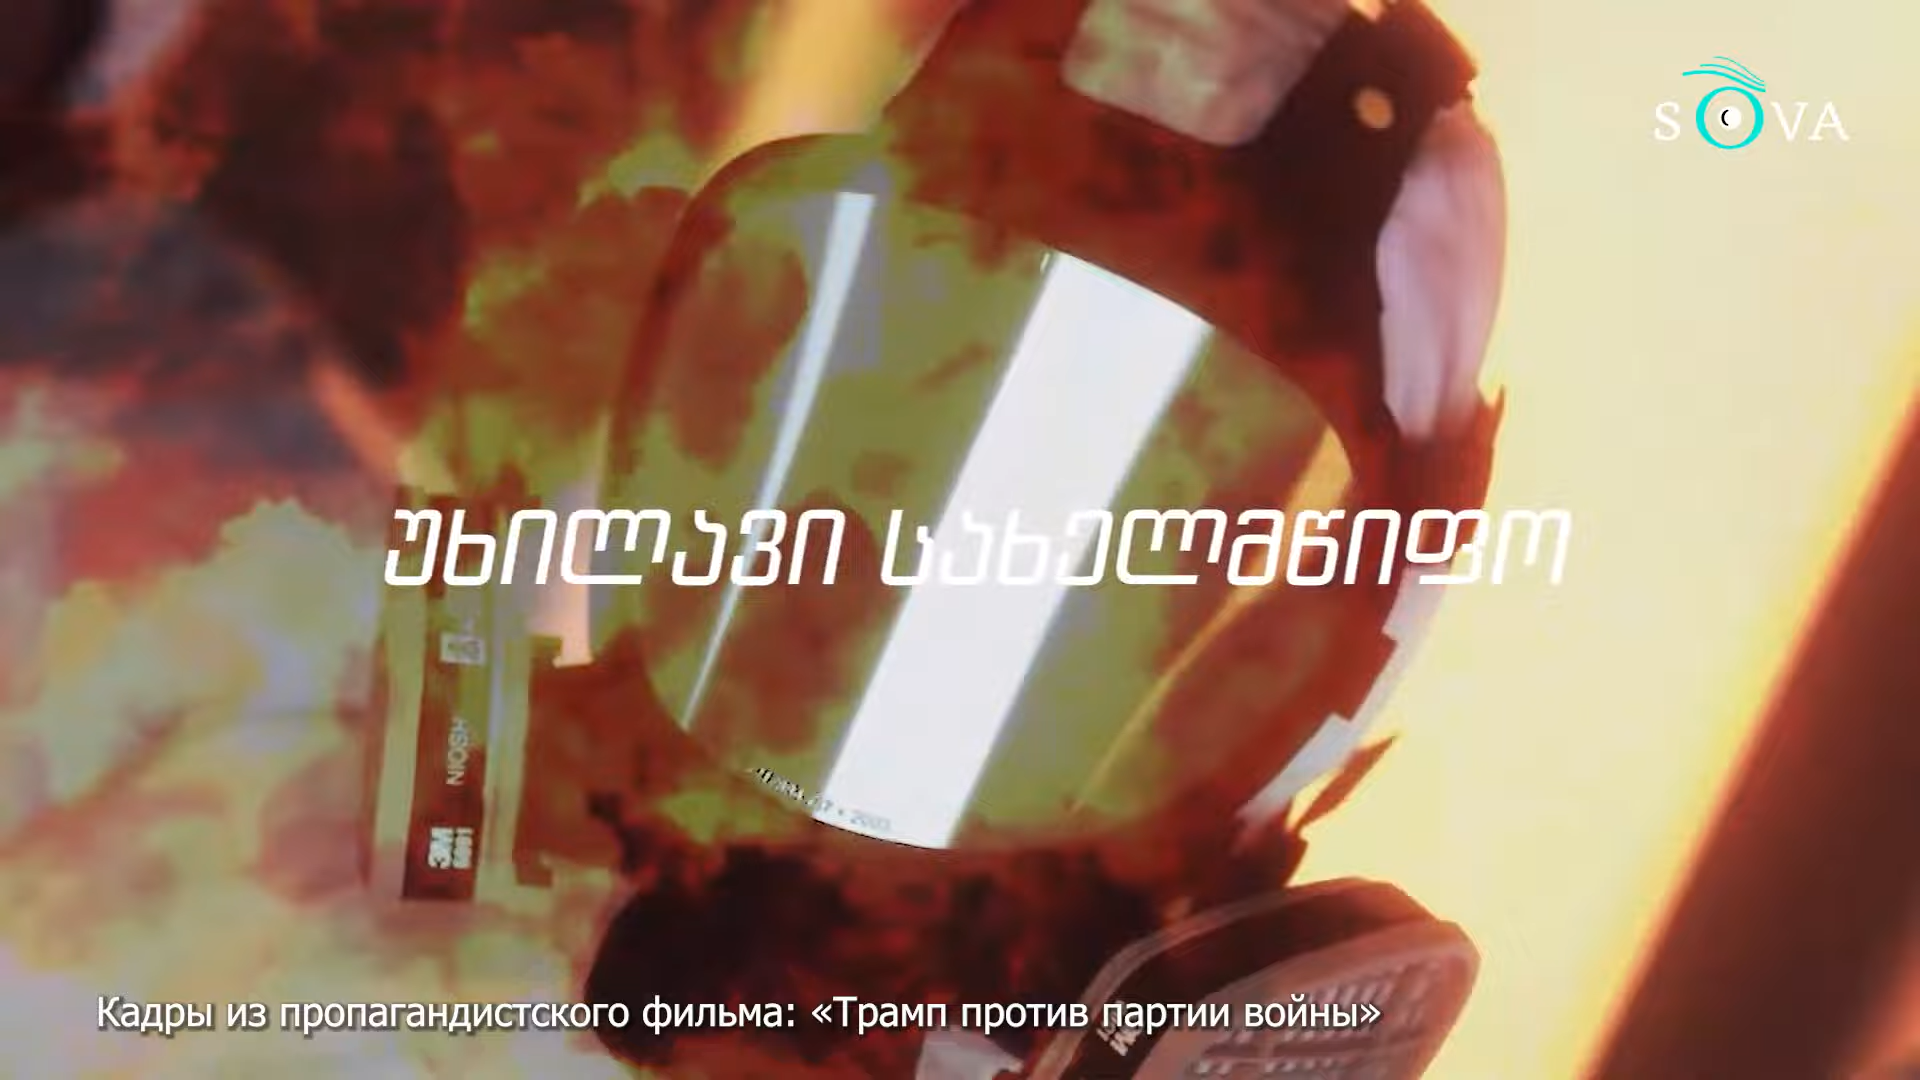 SOVA
უხილავი სახელმწიფო
NIOSH
3M
Кадры из пропагандистского фильма: «Трамп против партии войны»